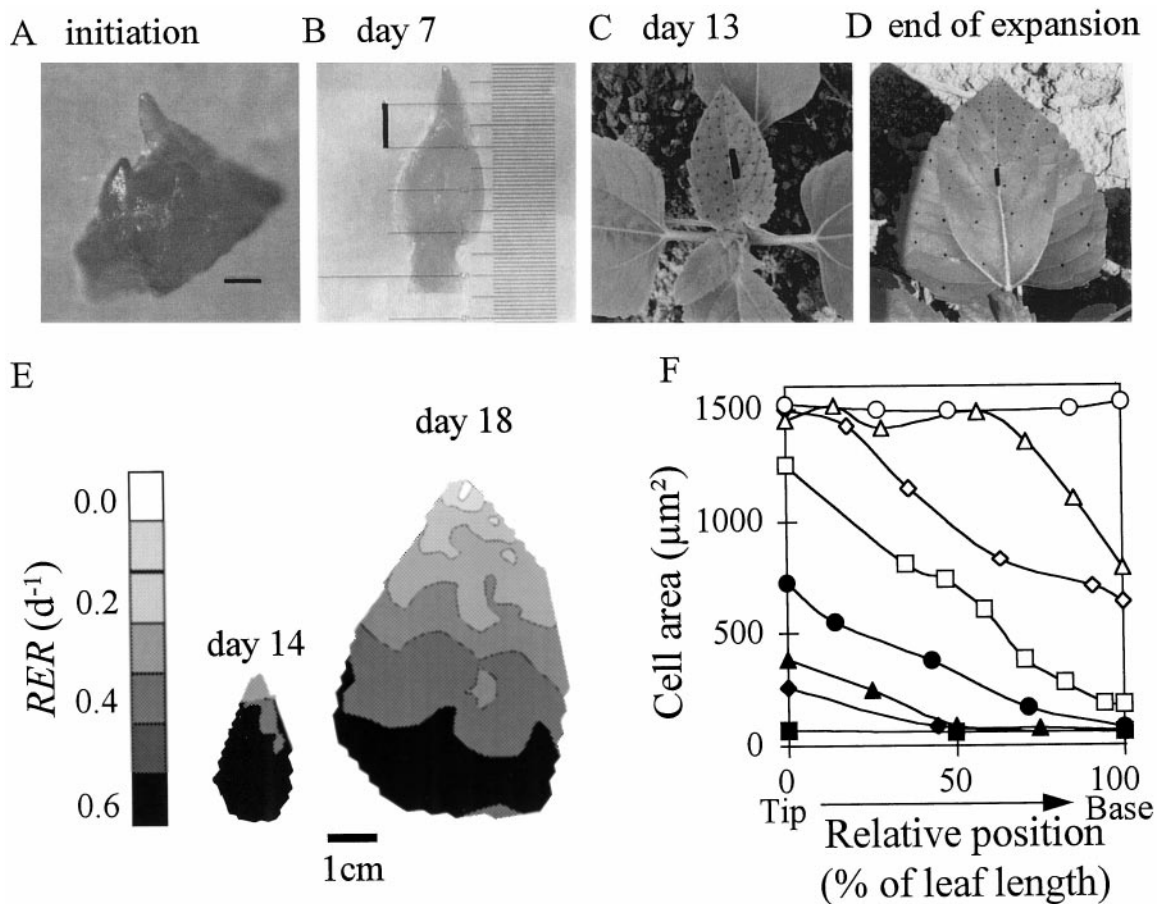 A initiation
B day 7
C day 13
D end of expansion
E
day 14
day 18
RER (d⁻¹)
0.0
0.2
0.4
0.6
1cm
F
Cell area (μm²)
1500
1000
500
0
0
50
100
Tip
Base
Relative position
(% of leaf length)